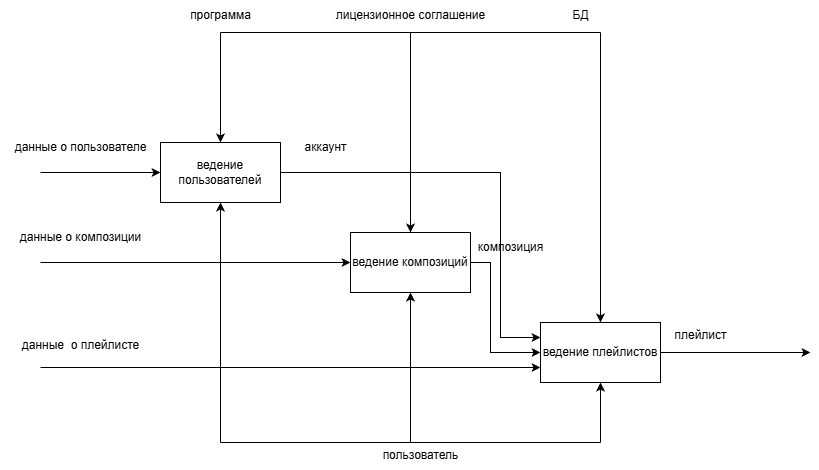 программа
лицензионное соглашение
БД
данные о пользователе
ведение
пользователей
аккаунт
данные о композиции
ведение композиций
композиция
данные  о плейлисте
ведение плейлистов
плейлист
пользователь